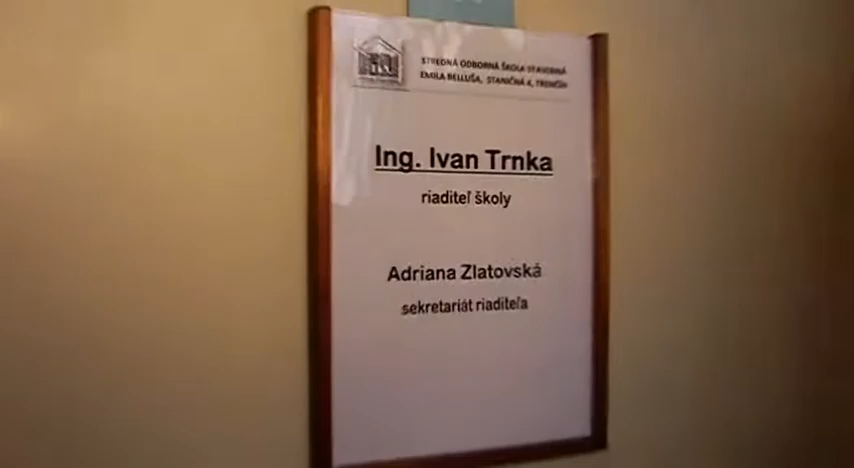 STREDNÁ ODBORNÁ ŠKOLA STAVEBNÁ
EMILA BELLUŠA, STANIČNÁ 4, TRENČÍN
Ing. Ivan Trnka
riaditeľ školy
Adriana Zlatovská
sekretariát riaditeľa